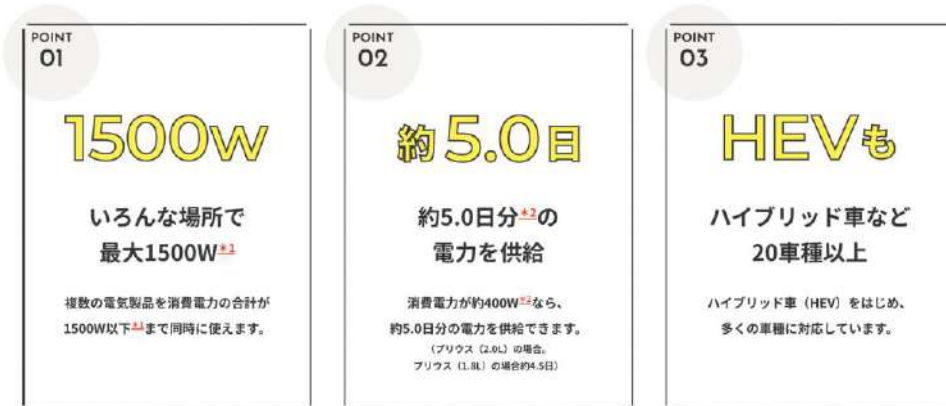 POINT
01
1500W
いろんな場所で
最大1500W*1
複数の電気製品を消費電力の合計が
1500W以下*1まで同時に使えます。
POINT
02
約5.0日
約5.0日分*2の
電力を供給
消費電力が約400W*2なら、
約5.0日分の電力を供給できます。
(プリウス(2.0L)の場合。
プリウス(1.8L)の場合約4.5日)
POINT
03
HEVも
ハイブリッド車など
20車種以上
ハイブリッド車(HEV)をはじめ、
多くの車種に対応しています。